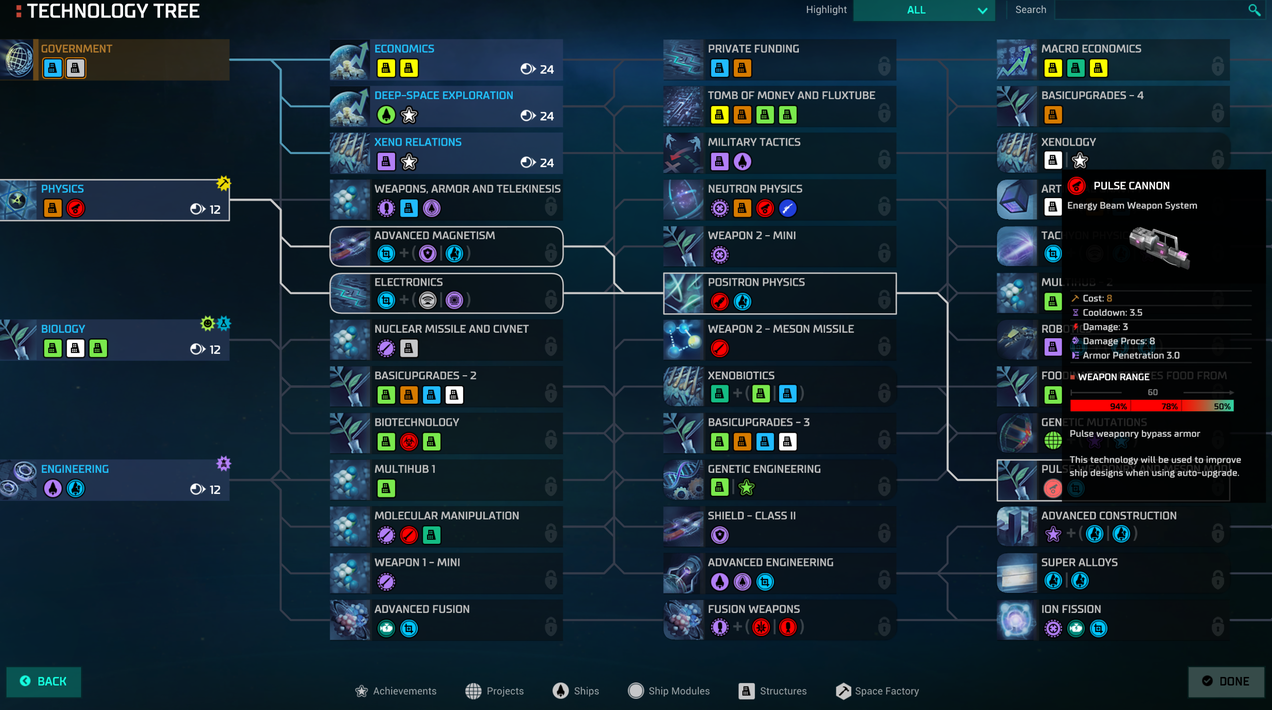 TECHNOLOGY TREE
Highlight
ALL
Search
GOVERNMENT
PHYSICS
12
BIOLOGY
12
ENGINEERING
12
ECONOMICS
24
DEEP-SPACE EXPLORATION
24
XENO RELATIONS
24
WEAPONS, ARMOR AND TELEKINESIS
ADVANCED MAGNETISM
+ ( | )
ELECTRONICS
+ ( | )
NUCLEAR MISSILE AND CIVNET
BASICUPGRADES - 2
BIOTECHNOLOGY
MULTIHUB 1
MOLECULAR MANIPULATION
WEAPON 1 - MINI
ADVANCED FUSION
PRIVATE FUNDING
TOMB OF MONEY AND FLUXTUBE
MILITARY TACTICS
NEUTRON PHYSICS
WEAPON 2 - MINI
POSITRON PHYSICS
WEAPON 2 - MESON MISSILE
XENOBIOTICS
+ ( | )
BASICUPGRADES - 3
GENETIC ENGINEERING
SHIELD - CLASS II
ADVANCED ENGINEERING
FUSION WEAPONS
+ ( | )
MACRO ECONOMICS
BASICUPGRADES - 4
XENOLOGY
ART
TAC
MUL
ROB
FOO
GENETIC MUTATIONS
PUL
ADVANCED CONSTRUCTION
+ ( | )
SUPER ALLOYS
ION FISSION
PULSE CANNON
Energy Beam Weapon System
Cost: 8
Cooldown: 3.5
Damage: 3
Damage Procs: 8
Armor Penetration 3.0
WEAPON RANGE
60
94% 78% 50%
Pulse weaponry bypass armor
This technology will be used to improve
ship designs when using auto-upgrade.
BACK
Achievements
Projects
Ships
Ship Modules
Structures
Space Factory
DONE